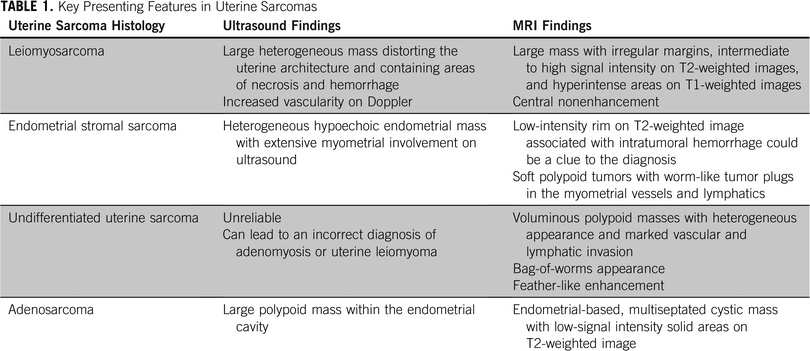 TABLE 1. Key Presenting Features in Uterine Sarcomas
Uterine Sarcoma Histology Ultrasound Findings MRI Findings
Leiomyosarcoma
Large heterogeneous mass distorting the
uterine architecture and containing areas
of necrosis and hemorrhage
Increased vascularity on Doppler
Large mass with irregular margins, intermediate
to high signal intensity on T2-weighted images,
and hyperintense areas on T1-weighted images
Central nonenhancement
Endometrial stromal sarcoma
Heterogeneous hypoechoic endometrial mass
with extensive myometrial involvement on
ultrasound
Low-intensity rim on T2-weighted image
associated with intratumoral hemorrhage could
be a clue to the diagnosis
Soft polypoid tumors with worm-like tumor plugs
in the myometrial vessels and lymphatics
Undifferentiated uterine sarcoma
Unreliable
Can lead to an incorrect diagnosis of
adenomyosis or uterine leiomyoma
Voluminous polypoid masses with heterogeneous
appearance and marked vascular and
lymphatic invasion
Bag-of-worms appearance
Feather-like enhancement
Adenosarcoma
Large polypoid mass within the endometrial
cavity
Endometrial-based, multiseptated cystic mass
with low-signal intensity solid areas on
T2-weighted image